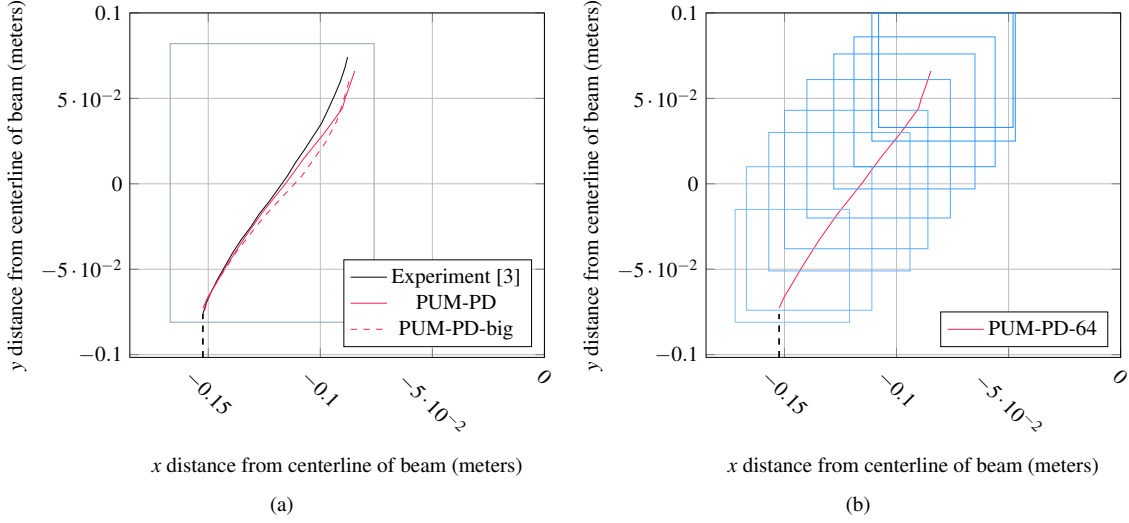 0.1
5·10⁻²
0
−5·10⁻²
−0.1
−0.15
−0.1
−5·10⁻²
0
y distance from centerline of beam (meters)
x distance from centerline of beam (meters)
Experiment [3]
PUM-PD
PUM-PD-big
(a)
0.1
5·10⁻²
0
−5·10⁻²
−0.1
−0.15
−0.1
−5·10⁻²
0
y distance from centerline of beam (meters)
x distance from centerline of beam (meters)
PUM-PD-64
(b)